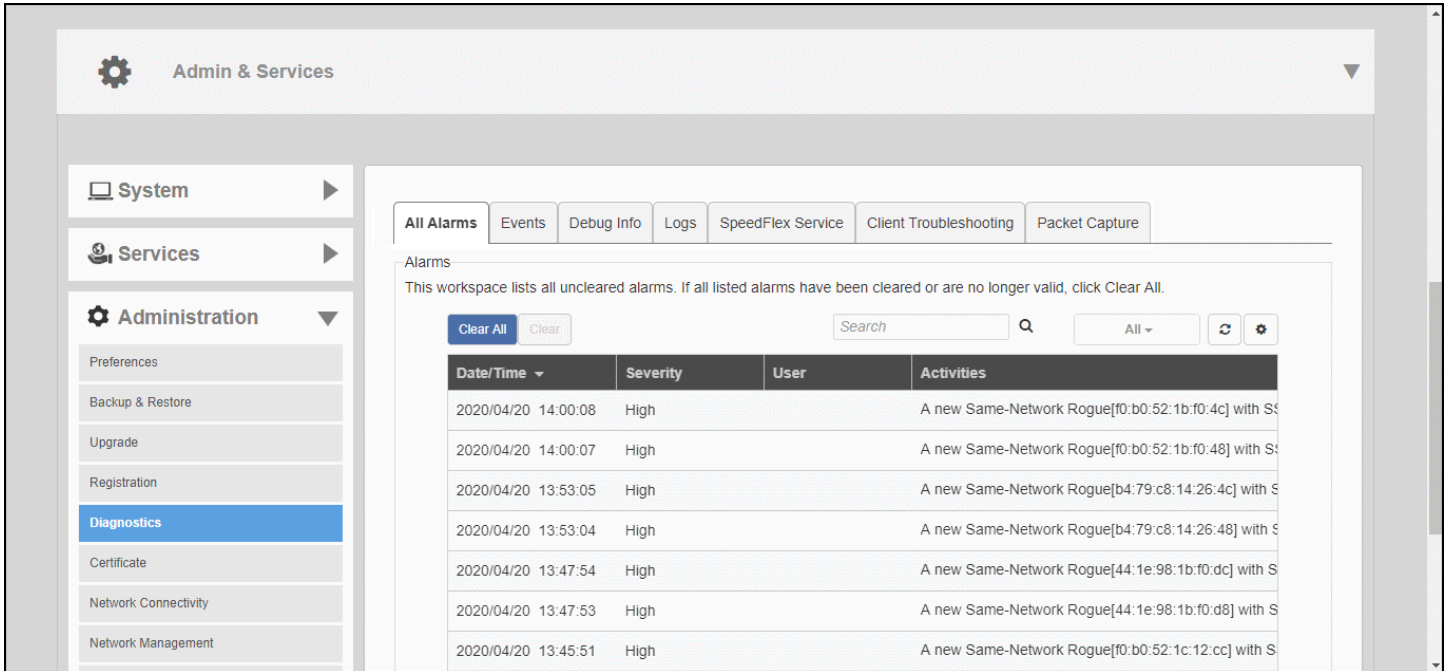 Admin & Services
System
Services
Administration
Preferences
Backup & Restore
Upgrade
Registration
Diagnostics
Certificate
Network Connectivity
Network Management
All Alarms Events Debug Info Logs SpeedFlex Service Client Troubleshooting Packet Capture
Alarms
This workspace lists all uncleared alarms. If all listed alarms have been cleared or are no longer valid, click Clear All.
Clear All Clear Search All
Date/Time Severity User Activities
2020/04/20 14:00:08 High A new Same-Network Rogue[f0:b0:52:1b:f0:4c] with SS
2020/04/20 14:00:07 High A new Same-Network Rogue[f0:b0:52:1b:f0:48] with SS
2020/04/20 13:53:05 High A new Same-Network Rogue[b4:79:c8:14:26:4c] with S
2020/04/20 13:53:04 High A new Same-Network Rogue[b4:79:c8:14:26:48] with S
2020/04/20 13:47:54 High A new Same-Network Rogue[44:1e:98:1b:f0:dc] with S
2020/04/20 13:47:53 High A new Same-Network Rogue[44:1e:98:1b:f0:d8] with S
2020/04/20 13:45:51 High A new Same-Network Rogue[f0:b0:52:1c:12:cc] with S